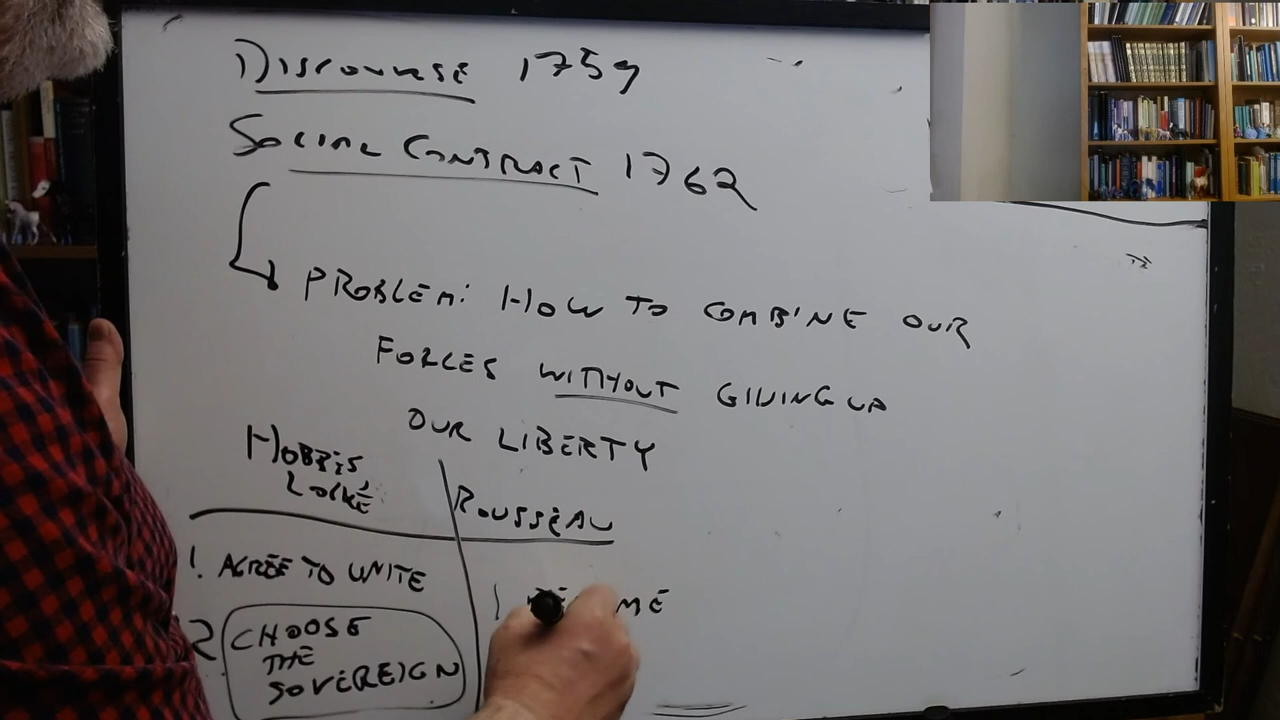 DISCOURSE 1759
SOCIAL CONTRACT 1762
PROBLEM: HOW TO COMBINE OUR
FORCES WITHOUT GIVING UP
OUR LIBERTY
HOBBES,
LOCKE
ROUSSEAU
1. AGREE TO UNITE
2 CHOOSE
THE
SOVEREIGN
1